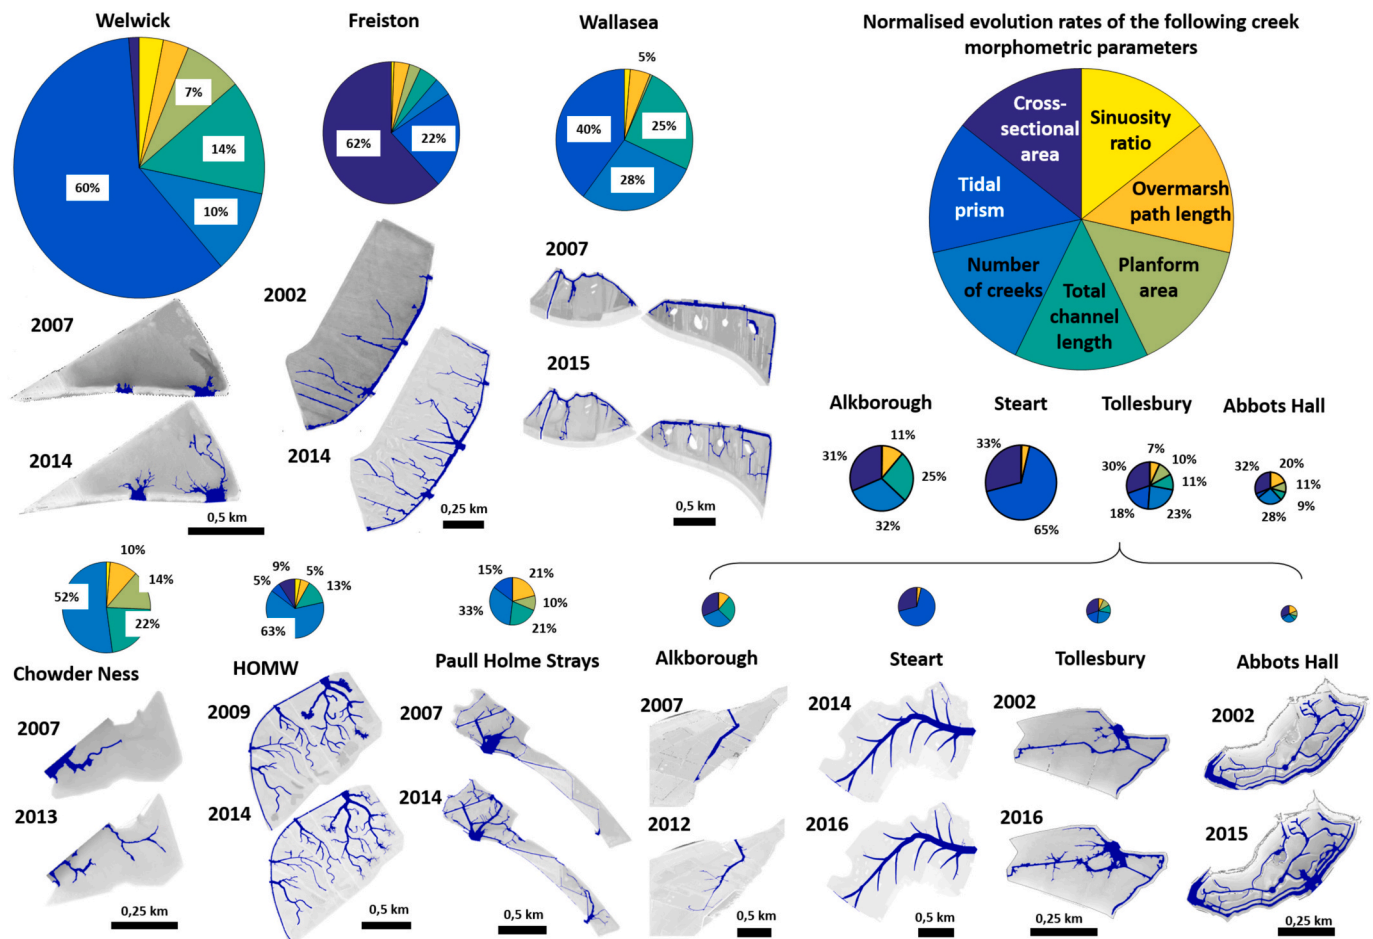 Welwick
Freiston
Wallasea
Normalised evolution rates of the following creek
morphometric parameters
7%
14%
10%
60%
62%
22%
5%
40%
25%
28%
Cross-
sectional
area
Sinuosity
ratio
Tidal
prism
Overmarsh
path length
Number
of creeks
Total
channel
length
Planform
area
2007
2014
0,5 km
2002
2014
0,25 km
2007
2015
0,5 km
Alkborough
Steart
Tollesbury
Abbots Hall
31%
11%
25%
32%
33%
65%
30%
7%
10%
11%
18%
23%
32%
20%
11%
9%
28%
10%
52%
14%
22%
9%
5%
5%
13%
63%
15%
21%
33%
10%
21%
Chowder Ness
2007
2013
0,25 km
HOMW
2009
2014
0,5 km
Paull Holme Strays
2007
2014
0,5 km
Alkborough
2007
2012
0,5 km
Steart
2014
2016
0,5 km
Tollesbury
2002
2016
0,25 km
Abbots Hall
2002
2015
0,25 km